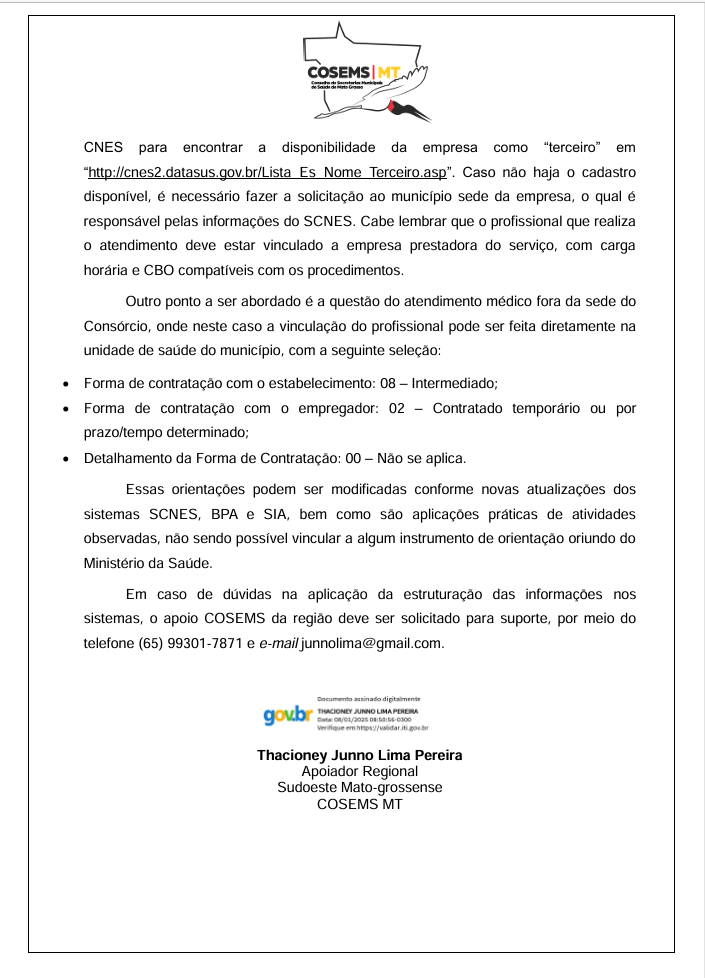 COSEMS|MT
Conselho de Secretarias Municipais
de Saúde de Mato Grosso
CNES para encontrar a disponibilidade da empresa como “terceiro” em
“http://cnes2.datasus.gov.br/Lista_Es_Nome_Terceiro.asp”. Caso não haja o cadastro
disponível, é necessário fazer a solicitação ao município sede da empresa, o qual é
responsável pelas informações do SCNES. Cabe lembrar que o profissional que realiza
o atendimento deve estar vinculado a empresa prestadora do serviço, com carga
horária e CBO compatíveis com os procedimentos.
Outro ponto a ser abordado é a questão do atendimento médico fora da sede do
Consórcio, onde neste caso a vinculação do profissional pode ser feita diretamente na
unidade de saúde do município, com a seguinte seleção:
• Forma de contratação com o estabelecimento: 08 – Intermediado;
• Forma de contratação com o empregador: 02 – Contratado temporário ou por
prazo/tempo determinado;
• Detalhamento da Forma de Contratação: 00 – Não se aplica.
Essas orientações podem ser modificadas conforme novas atualizações dos
sistemas SCNES, BPA e SIA, bem como são aplicações práticas de atividades
observadas, não sendo possível vincular a algum instrumento de orientação oriundo do
Ministério da Saúde.
Em caso de dúvidas na aplicação da estruturação das informações nos
sistemas, o apoio COSEMS da região deve ser solicitado para suporte, por meio do
telefone (65) 99301-7871 e e-mail junnolima@gmail.com.
gov.br
Documento assinado digitalmente
THACIONEY JUNNO LIMA PEREIRA
Data: 08/01/2025 08:50:56-0300
Verifique em https://validar.iti.gov.br
Thacioney Junno Lima Pereira
Apoiador Regional
Sudoeste Mato-grossense
COSEMS MT